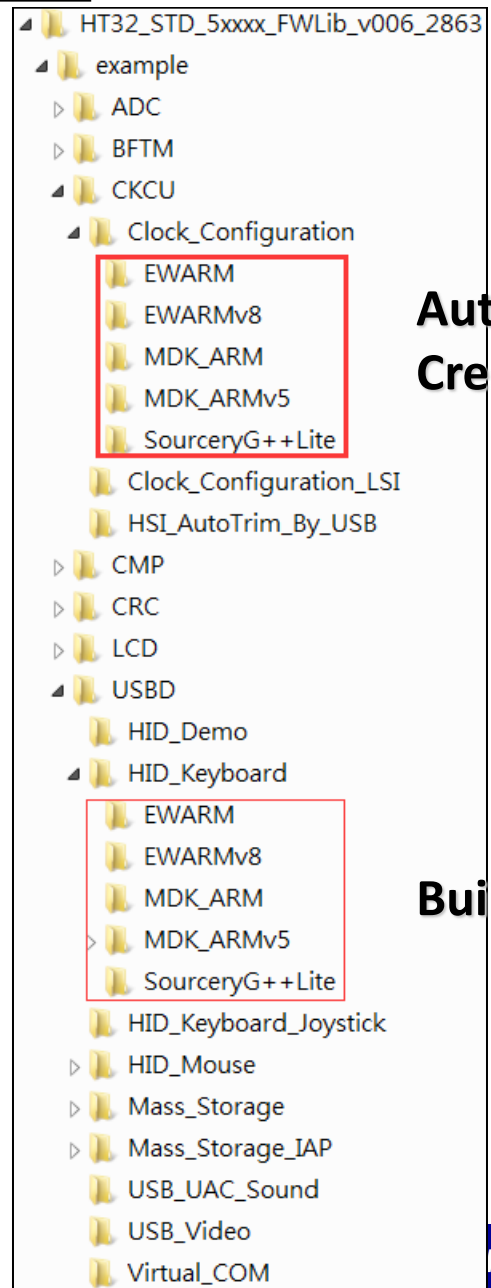 HT32_STD_5xxxx_FWLib_v006_2863
example
ADC
BFTM
CKCU
Clock_Configuration
EWARM
EWARMv8
MDK_ARM
MDK_ARMv5
SourceryG++Lite
Clock_Configuration_LSI
HSI_AutoTrim_By_USB
CMP
CRC
LCD
USBD
HID_Demo
HID_Keyboard
EWARM
EWARMv8
MDK_ARM
MDK_ARMv5
SourceryG++Lite
HID_Keyboard_Joystick
HID_Mouse
Mass_Storage
Mass_Storage_IAP
USB_UAC_Sound
USB_Video
Virtual_COM